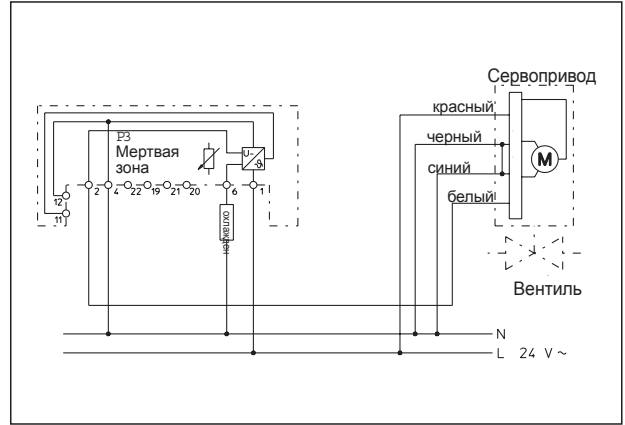 Сервопривод
красный
черный
синий
белый
M
Вентиль
P3
Мертвая
зона
U~
-ϑ
2 4 22 19 21 20 6 1
12
11
охлажден
N
L 24 V ~